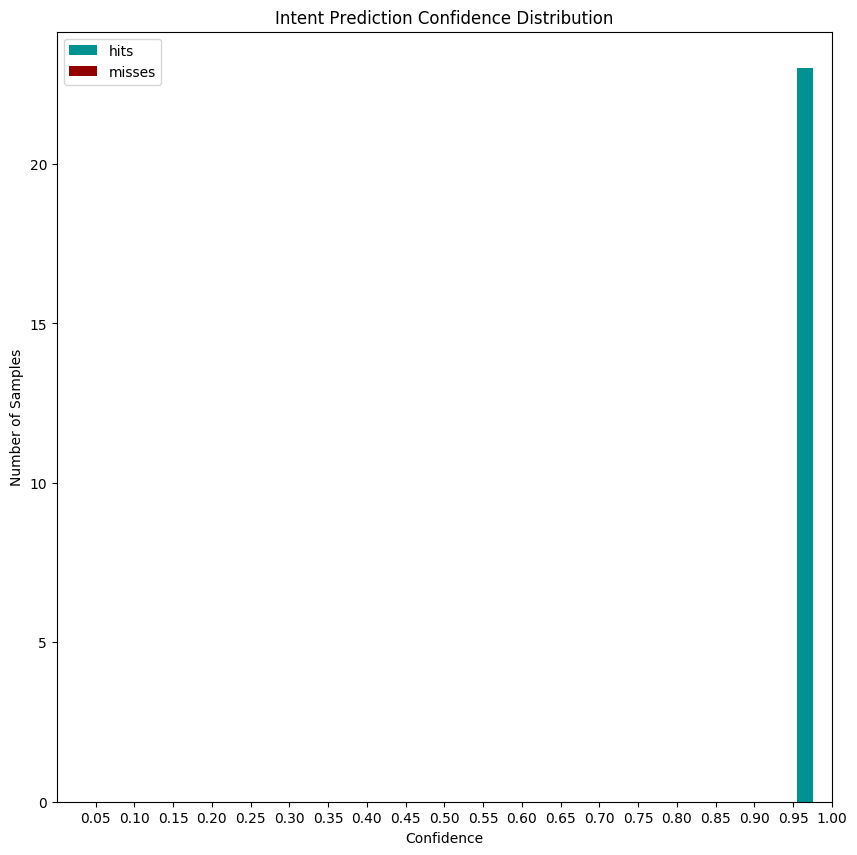 Intent Prediction Confidence Distribution
hits
misses
Number of Samples
20
15
10
5
0
0.05 0.10 0.15 0.20 0.25 0.30 0.35 0.40 0.45 0.50 0.55 0.60 0.65 0.70 0.75 0.80 0.85 0.90 0.95 1.00
Confidence